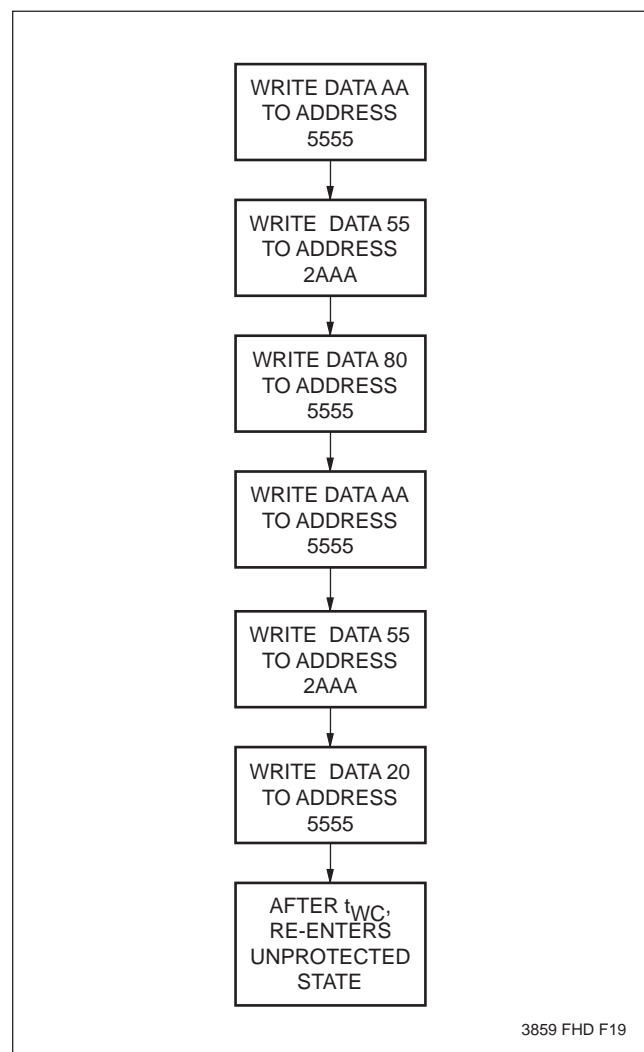 WRITE DATA AA
TO ADDRESS
5555
WRITE DATA 55
TO ADDRESS
2AAA
WRITE DATA 80
TO ADDRESS
5555
WRITE DATA AA
TO ADDRESS
5555
WRITE DATA 55
TO ADDRESS
2AAA
WRITE DATA 20
TO ADDRESS
5555
AFTER tWC,
RE-ENTERS
UNPROTECTED
STATE
3859 FHD F19